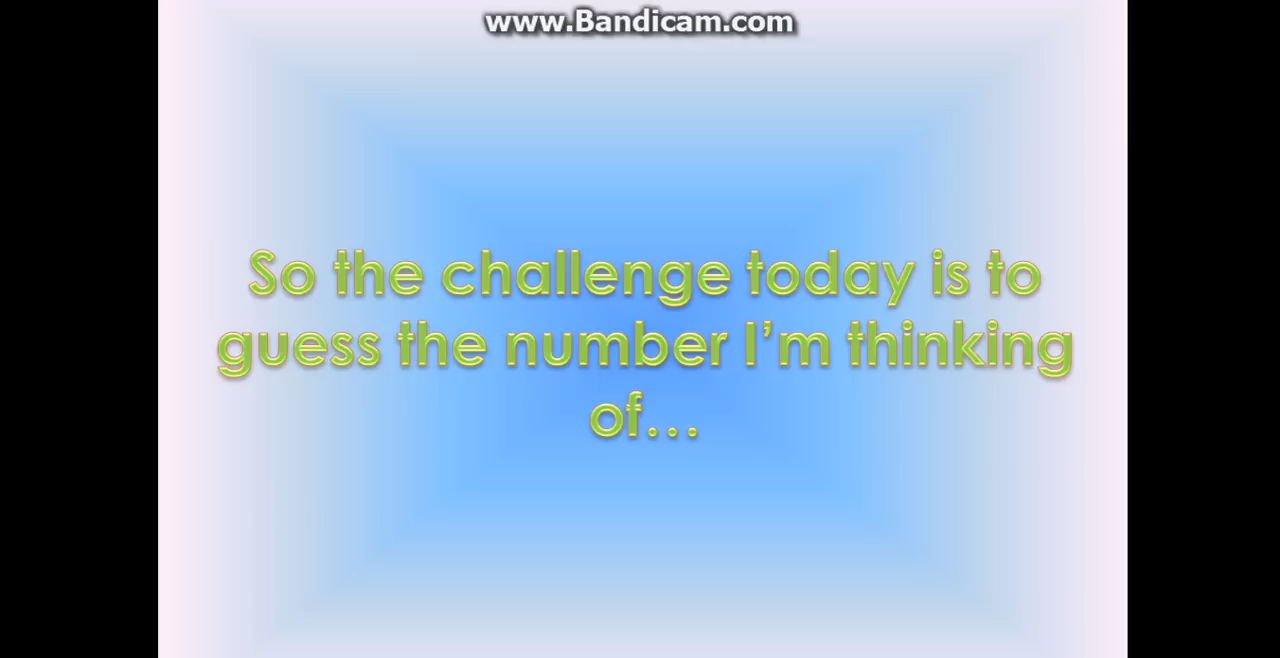 www.Bandicam.com
So the challenge today is to
guess the number I’m thinking
of…